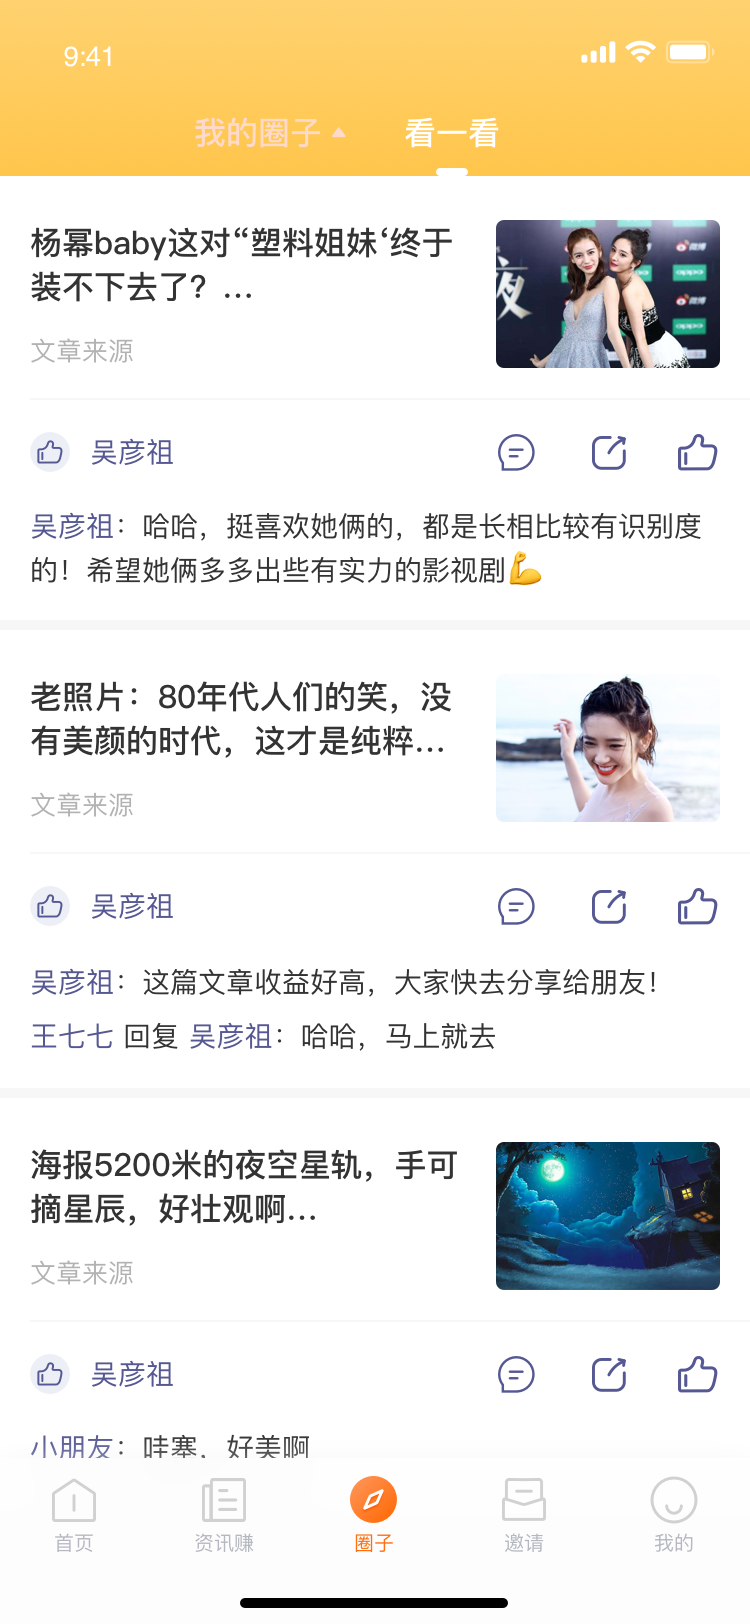 9:41
我的圈子 看一看
杨幂baby这对“塑料姐妹‘终于
装不下去了？...
文章来源
夜
微博
oppo
微博
oppo
吴彦祖
吴彦祖：哈哈，挺喜欢她俩的，都是长相比较有识别度
的！希望她俩多多出些有实力的影视剧💪
老照片：80年代人们的笑，没
有美颜的时代，这才是纯粹...
文章来源
吴彦祖
吴彦祖：这篇文章收益好高，大家快去分享给朋友！
王七七 回复 吴彦祖：哈哈，马上就去
海报5200米的夜空星轨，手可
摘星辰，好壮观啊...
文章来源
吴彦祖
小朋友：哇塞，好美啊
首页 资讯赚 圈子 邀请 我的